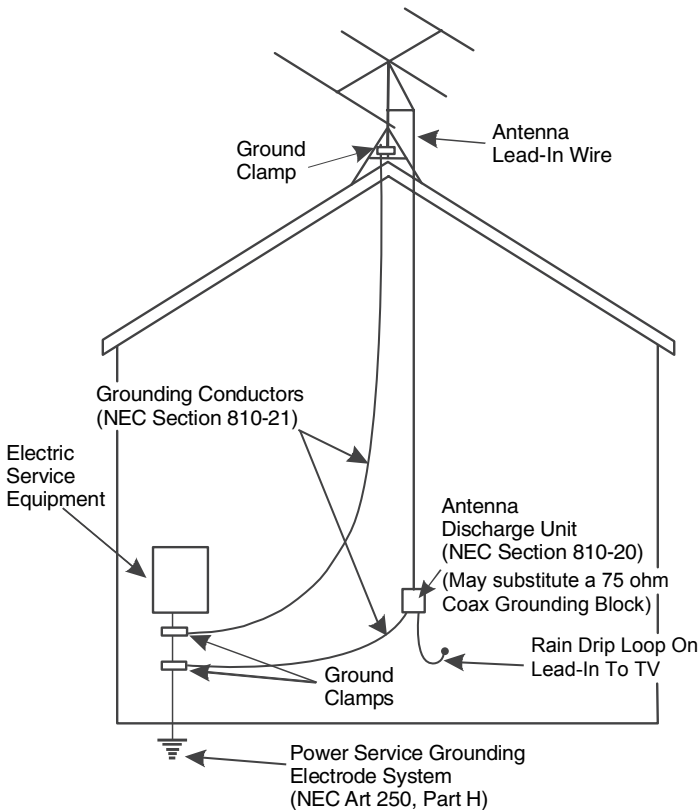 Ground
Clamp
Antenna
Lead-In Wire
Grounding Conductors
(NEC Section 810-21)
Electric
Service
Equipment
Antenna
Discharge Unit
(NEC Section 810-20)
(May substitute a 75 ohm
Coax Grounding Block)
Rain Drip Loop On
Lead-In To TV
Ground
Clamps
Power Service Grounding
Electrode System
(NEC Art 250, Part H)